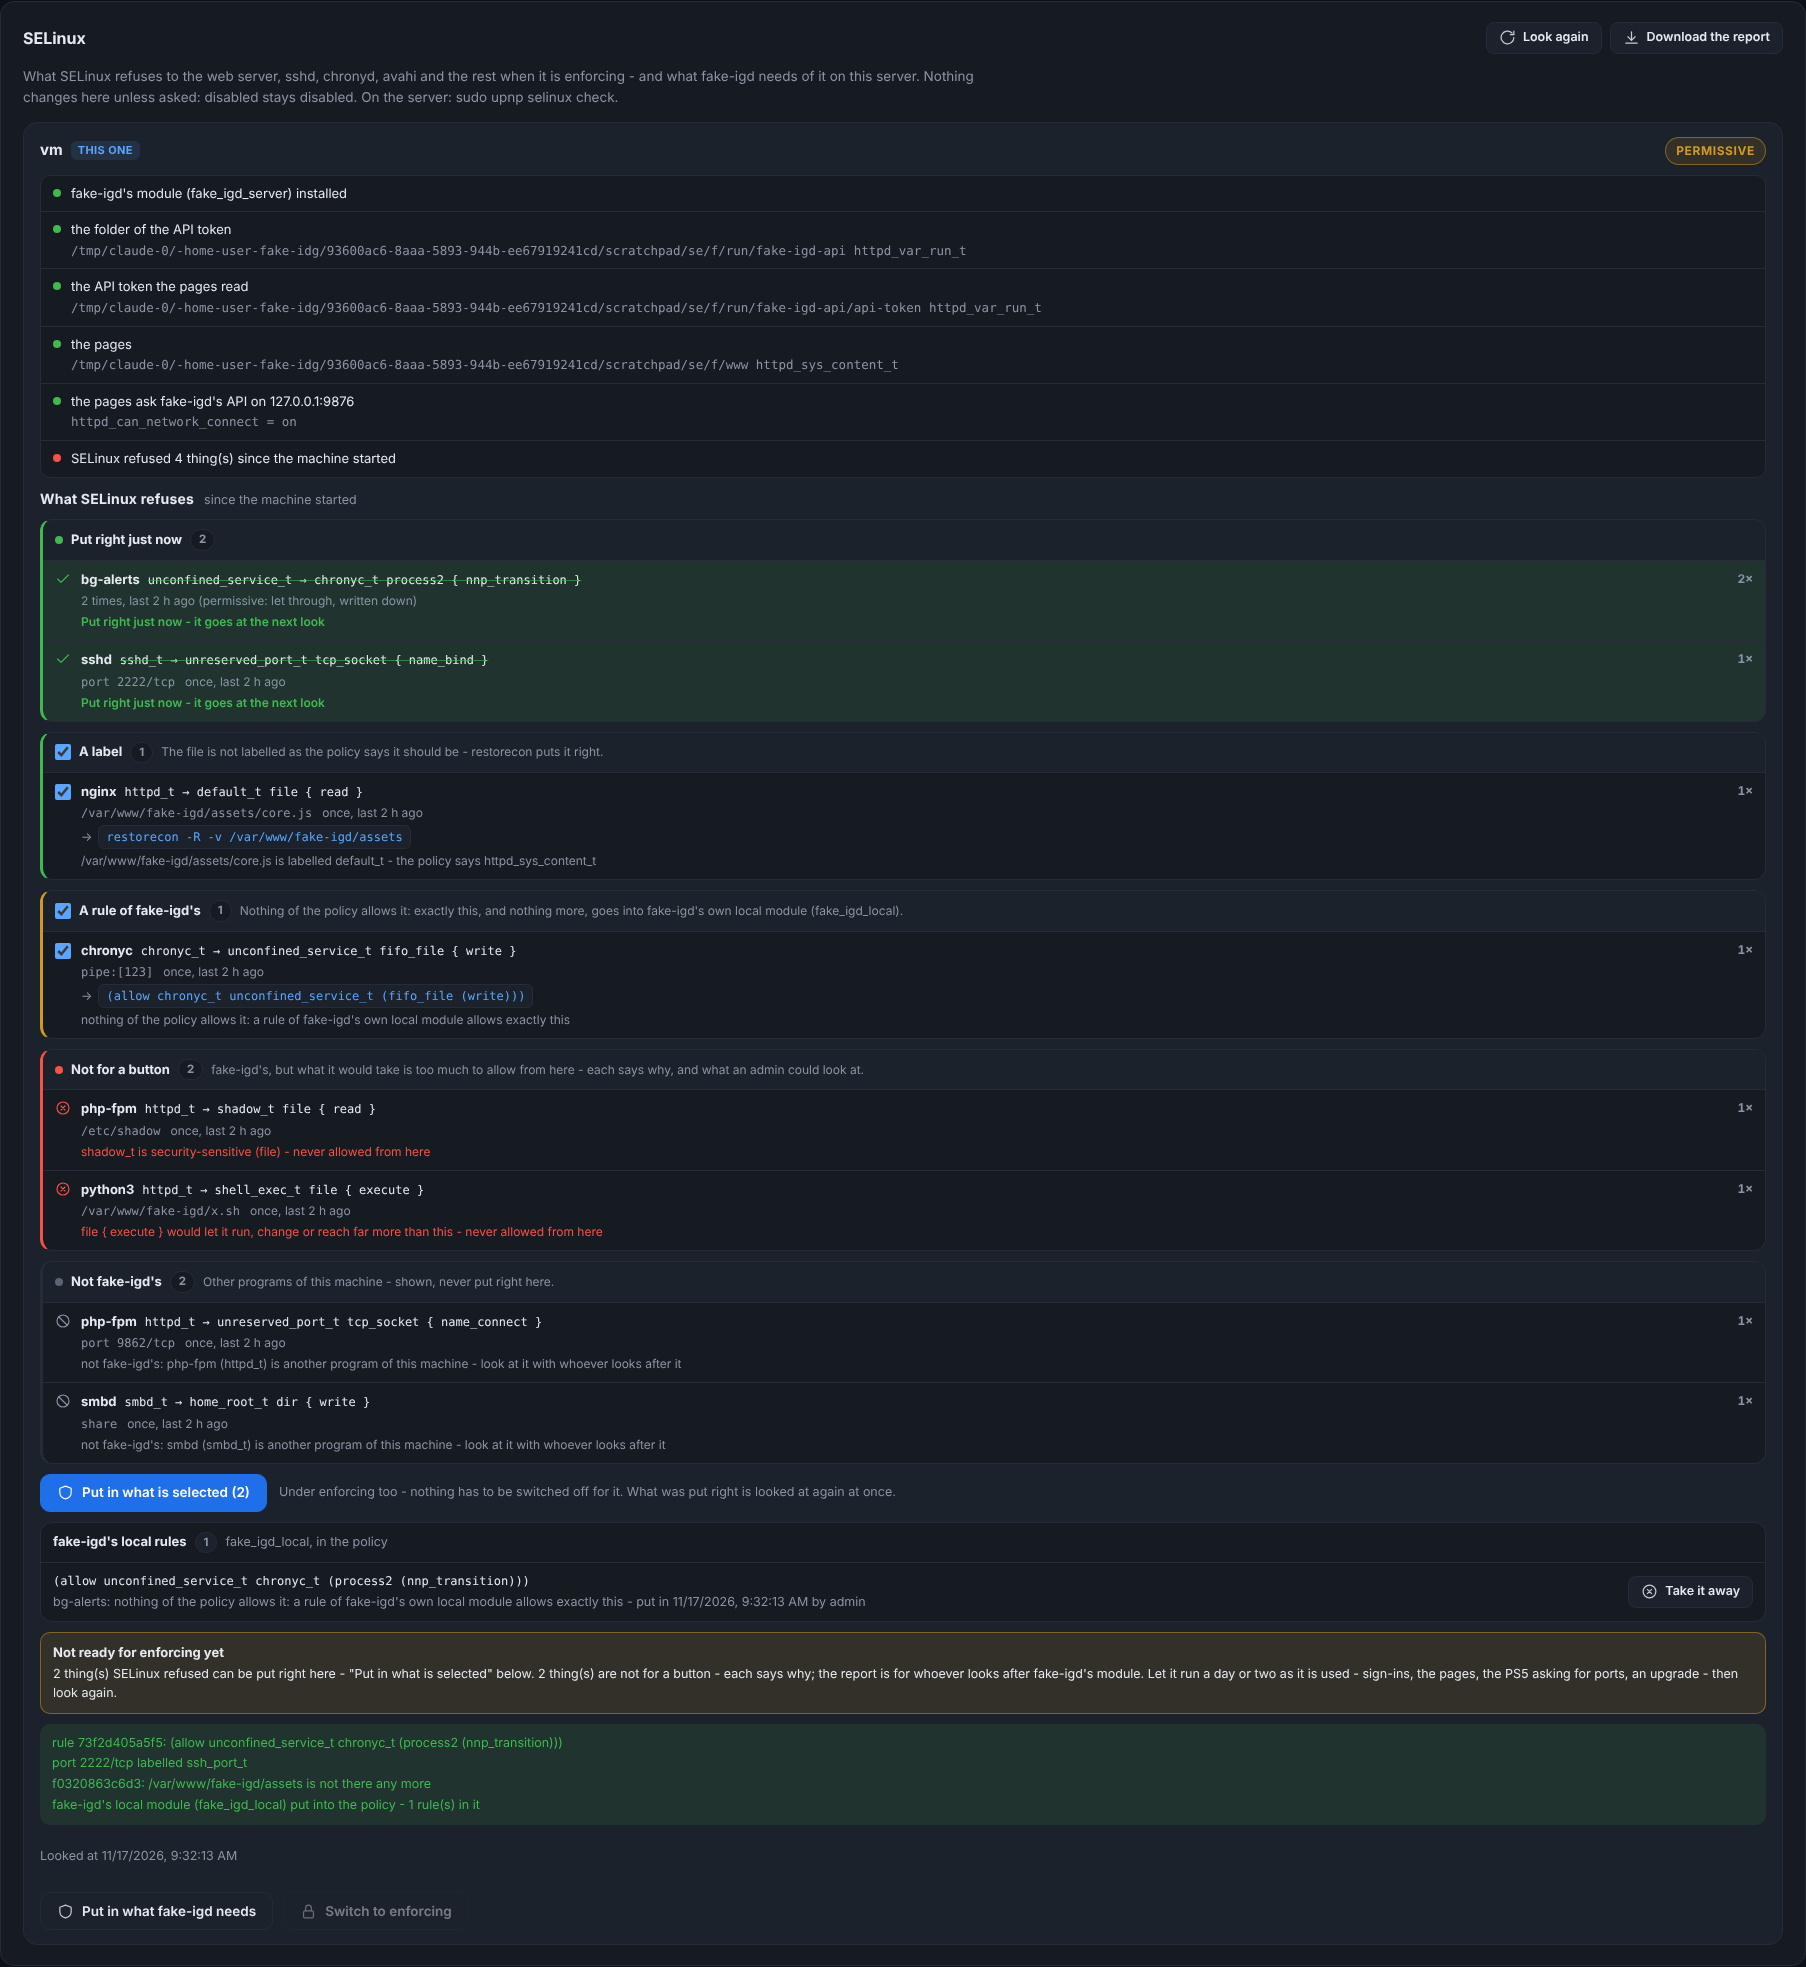 SELinux
Look again
Download the report
What SELinux refuses to the web server, sshd, chronyd, avahi and the rest when it is enforcing - and what fake-igd needs of it on this server. Nothing
changes here unless asked: disabled stays disabled. On the server: sudo upnp selinux check.
vm THIS ONE
PERMISSIVE
fake-igd's module (fake_igd_server) installed
the folder of the API token
/tmp/claude-0/-home-user-fake-idg/93600ac6-8aaa-5893-944b-ee67919241cd/scratchpad/se/f/run/fake-igd-api httpd_var_run_t
the API token the pages read
/tmp/claude-0/-home-user-fake-idg/93600ac6-8aaa-5893-944b-ee67919241cd/scratchpad/se/f/run/fake-igd-api/api-token httpd_var_run_t
the pages
/tmp/claude-0/-home-user-fake-idg/93600ac6-8aaa-5893-944b-ee67919241cd/scratchpad/se/f/www httpd_sys_content_t
the pages ask fake-igd's API on 127.0.0.1:9876
httpd_can_network_connect = on
SELinux refused 4 thing(s) since the machine started
What SELinux refuses since the machine started
Put right just now 2
bg-alerts unconfined_service_t → chronyc_t process2 { nnp_transition } 2×
2 times, last 2 h ago (permissive: let through, written down)
Put right just now - it goes at the next look
sshd sshd_t → unreserved_port_t tcp_socket { name_bind } 1×
port 2222/tcp once, last 2 h ago
Put right just now - it goes at the next look
A label 1 The file is not labelled as the policy says it should be - restorecon puts it right.
nginx httpd_t → default_t file { read } 1×
/var/www/fake-igd/assets/core.js once, last 2 h ago
→ restorecon -R -v /var/www/fake-igd/assets
/var/www/fake-igd/assets/core.js is labelled default_t - the policy says httpd_sys_content_t
A rule of fake-igd's 1 Nothing of the policy allows it: exactly this, and nothing more, goes into fake-igd's own local module (fake_igd_local).
chronyc chronyc_t → unconfined_service_t fifo_file { write } 1×
pipe:[123] once, last 2 h ago
→ (allow chronyc_t unconfined_service_t (fifo_file (write)))
nothing of the policy allows it: a rule of fake-igd's own local module allows exactly this
Not for a button 2 fake-igd's, but what it would take is too much to allow from here - each says why, and what an admin could look at.
php-fpm httpd_t → shadow_t file { read } 1×
/etc/shadow once, last 2 h ago
shadow_t is security-sensitive (file) - never allowed from here
python3 httpd_t → shell_exec_t file { execute } 1×
/var/www/fake-igd/x.sh once, last 2 h ago
file { execute } would let it run, change or reach far more than this - never allowed from here
Not fake-igd's 2 Other programs of this machine - shown, never put right here.
php-fpm httpd_t → unreserved_port_t tcp_socket { name_connect } 1×
port 9862/tcp once, last 2 h ago
not fake-igd's: php-fpm (httpd_t) is another program of this machine - look at it with whoever looks after it
smbd smbd_t → home_root_t dir { write } 1×
share once, last 2 h ago
not fake-igd's: smbd (smbd_t) is another program of this machine - look at it with whoever looks after it
Put in what is selected (2) Under enforcing too - nothing has to be switched off for it. What was put right is looked at again at once.
fake-igd's local rules 1 fake_igd_local, in the policy
(allow unconfined_service_t chronyc_t (process2 (nnp_transition)))
bg-alerts: nothing of the policy allows it: a rule of fake-igd's own local module allows exactly this - put in 11/17/2026, 9:32:13 AM by admin
Take it away
Not ready for enforcing yet
2 thing(s) SELinux refused can be put right here - "Put in what is selected" below. 2 thing(s) are not for a button - each says why; the report is for whoever looks after fake-igd's module. Let it run a day or two as it is used - sign-ins, the pages, the PS5 asking for ports, an upgrade - then
look again.
rule 73f2d405a5f5: (allow unconfined_service_t chronyc_t (process2 (nnp_transition)))
port 2222/tcp labelled ssh_port_t
f0320863c6d3: /var/www/fake-igd/assets is not there any more
fake-igd's local module (fake_igd_local) put into the policy - 1 rule(s) in it
Looked at 11/17/2026, 9:32:13 AM
Put in what fake-igd needs
Switch to enforcing